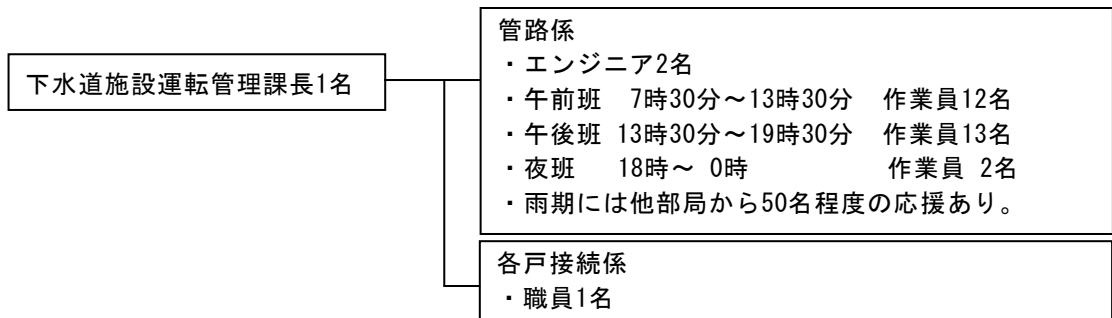 下水道施設運転管理課長1名
管路係
・エンジニア2名
・午前班 7時30分～13時30分 作業員12名
・午後班 13時30分～19時30分 作業員13名
・夜班 18時～ 0時 作業員 2名
・雨期には他部局から50名程度の応援あり。
各戸接続係
・職員1名